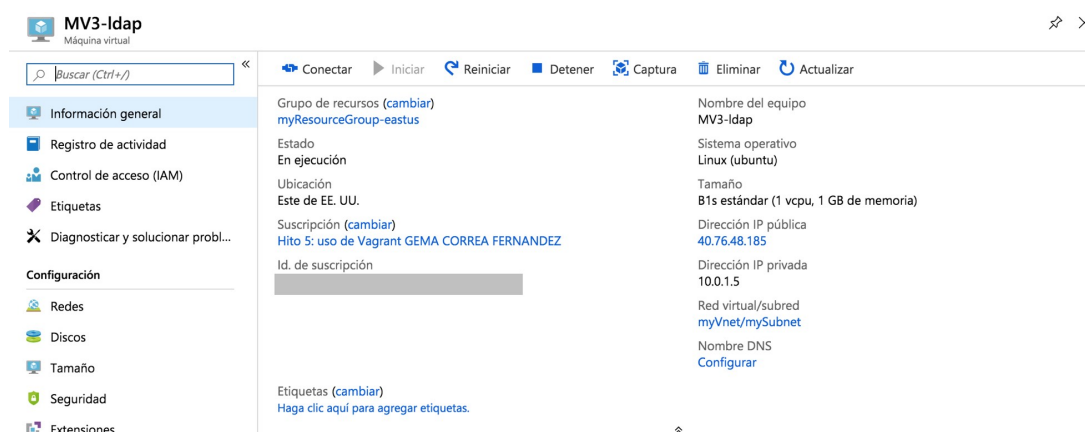 MV3-ldap
Máquina virtual
Buscar (Ctrl+/)
«
Conectar Iniciar Reiniciar Detener Captura Eliminar Actualizar
Información general
Registro de actividad
Control de acceso (IAM)
Etiquetas
Diagnosticar y solucionar probl...
Configuración
Redes
Discos
Tamaño
Seguridad
Extensiones
Grupo de recursos (cambiar)
myResourceGroup-eastus
Estado
En ejecución
Ubicación
Este de EE. UU.
Suscripción (cambiar)
Hito 5: uso de Vagrant GEMA CORREA FERNANDEZ
Id. de suscripción
Nombre del equipo
MV3-ldap
Sistema operativo
Linux (ubuntu)
Tamaño
B1s estándar (1 vcpu, 1 GB de memoria)
Dirección IP pública
40.76.48.185
Dirección IP privada
10.0.1.5
Red virtual/subred
myVnet/mySubnet
Nombre DNS
Configurar
Etiquetas (cambiar)
Haga clic aquí para agregar etiquetas.